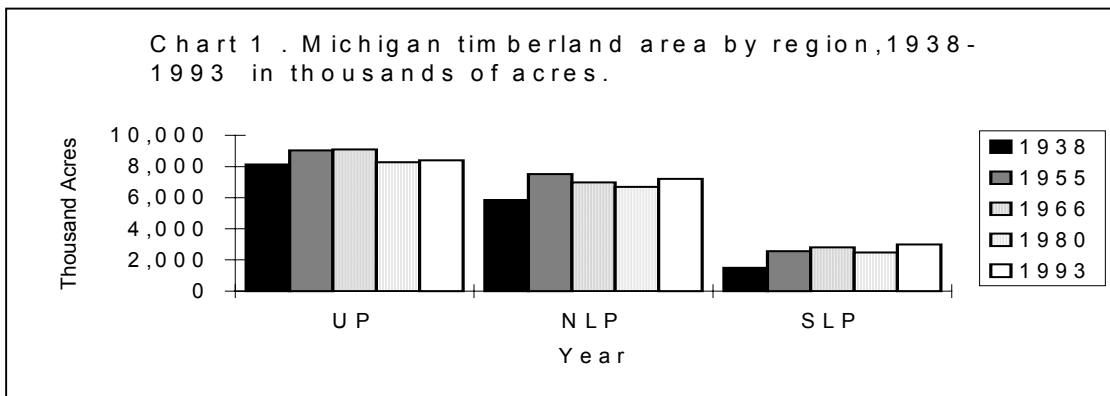 Chart 1. Michigan timberland area by region,1938-
1993 in thousands of acres.
Thousand Acres
10,000
8,000
6,000
4,000
2,000
0
UP NLP SLP
Year
1938
1955
1966
1980
1993